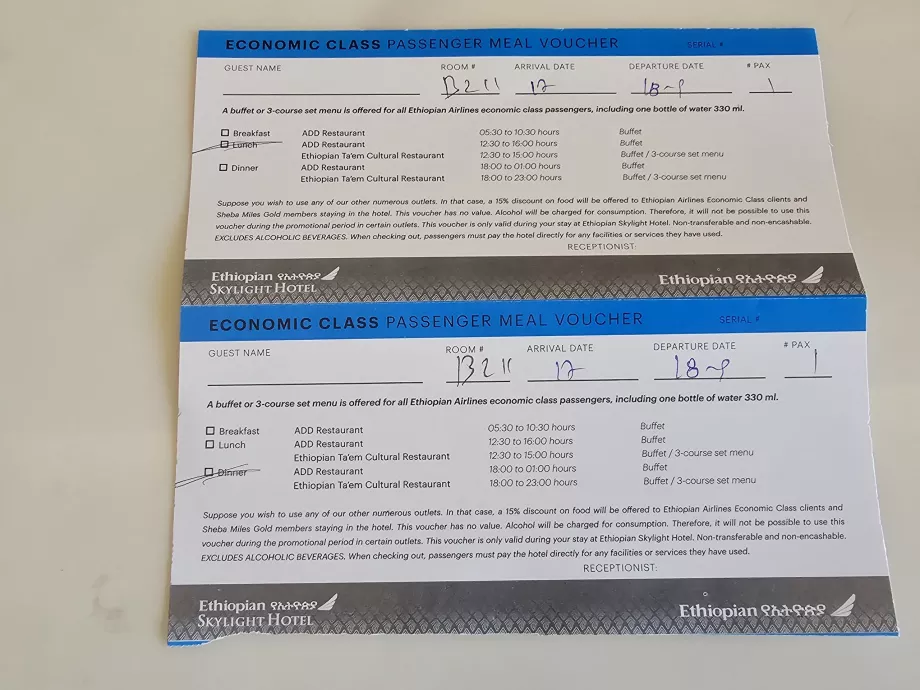 ECONOMIC CLASS PASSENGER MEAL VOUCHER SERIAL #
GUEST NAME ROOM # ARRIVAL DATE DEPARTURE DATE # PAX
B211 17 18-9 1
A buffet or 3-course set menu is offered for all Ethiopian Airlines economic class passengers, including one bottle of water 330 ml.
Breakfast ADD Restaurant 05:30 to 10:30 hours Buffet
Lunch ADD Restaurant 12:30 to 16:00 hours Buffet
Ethiopian Ta'em Cultural Restaurant 12:30 to 15:00 hours Buffet / 3-course set menu
Dinner ADD Restaurant 18:00 to 01:00 hours Buffet
Ethiopian Ta'em Cultural Restaurant 18:00 to 23:00 hours Buffet / 3-course set menu
Suppose you wish to use any of our other numerous outlets. In that case, a 15% discount on food will be offered to Ethiopian Airlines Economic Class clients and
Sheba Miles Gold members staying in the hotel. This voucher has no value. Alcohol will be charged for consumption. Therefore, it will not be possible to use this
voucher during the promotional period in certain outlets. This voucher is only valid during your stay at Ethiopian Skylight Hotel. Non-transferable and non-encashable.
EXCLUDES ALCOHOLIC BEVERAGES. When checking out, passengers must pay the hotel directly for any facilities or services they have used.
RECEPTIONIST:
Ethiopian የኢትዮጵያ Ethiopian የኢትዮጵያ
SKYLIGHT HOTEL
ECONOMIC CLASS PASSENGER MEAL VOUCHER SERIAL #
GUEST NAME ROOM # ARRIVAL DATE DEPARTURE DATE # PAX
B211 17 18-9 1
A buffet or 3-course set menu is offered for all Ethiopian Airlines economic class passengers, including one bottle of water 330 ml.
Breakfast ADD Restaurant 05:30 to 10:30 hours Buffet
Lunch ADD Restaurant 12:30 to 16:00 hours Buffet
Ethiopian Ta'em Cultural Restaurant 12:30 to 15:00 hours Buffet / 3-course set menu
Dinner ADD Restaurant 18:00 to 01:00 hours Buffet
Ethiopian Ta'em Cultural Restaurant 18:00 to 23:00 hours Buffet / 3-course set menu
Suppose you wish to use any of our other numerous outlets. In that case, a 15% discount on food will be offered to Ethiopian Airlines Economic Class clients and
Sheba Miles Gold members staying in the hotel. This voucher has no value. Alcohol will be charged for consumption. Therefore, it will not be possible to use this
voucher during the promotional period in certain outlets. This voucher is only valid during your stay at Ethiopian Skylight Hotel. Non-transferable and non-encashable.
EXCLUDES ALCOHOLIC BEVERAGES. When checking out, passengers must pay the hotel directly for any facilities or services they have used.
RECEPTIONIST:
Ethiopian የኢትዮጵያ Ethiopian የኢትዮጵያ
SKYLIGHT HOTEL